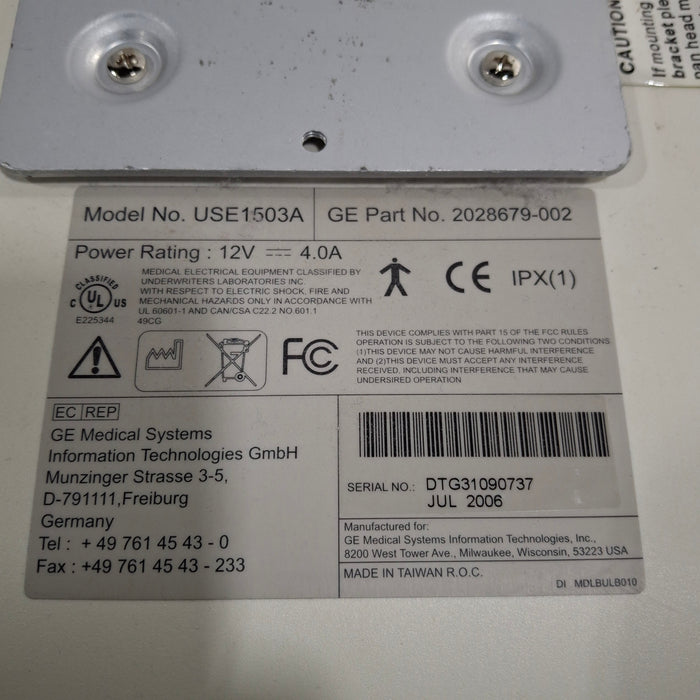 CAUTION
If mounting
bracket ple
pan head m
Model No. USE1503A
GE Part No. 2028679-002
Power Rating : 12V 4.0A
CLASSIFIED
C UL US
E225344
MEDICAL ELECTRICAL EQUIPMENT CLASSIFIED BY
UNDERWRITERS LABORATORIES INC.
WITH RESPECT TO ELECTRIC SHOCK, FIRE AND
MECHANICAL HAZARDS ONLY IN ACCORDANCE WITH
UL 60601-1 AND CAN/CSA C22.2 NO.601.1
49CG
CE IPX(1)
FC
THIS DEVICE COMPLIES WITH PART 15 OF THE FCC RULES
OPERATION IS SUBJECT TO THE FOLLOWING TWO CONDITIONS
(1)THIS DEVICE MAY NOT CAUSE HARMFUL INTERFERENCE
AND (2)THIS DEVICE MUST ACCEPT ANY INTERFERENCE
RECEIVED, INCLUDING INTERFERENCE THAT MAY CAUSE
UNDERSIRED OPERATION
EC REP
GE Medical Systems
Information Technologies GmbH
Munzinger Strasse 3-5,
D-791111,Freiburg
Germany
Tel : + 49 761 45 43 - 0
Fax : +49 761 45 43 - 233
SERIAL NO.: DTG31090737
JUL 2006
Manufactured for:
GE Medical Systems Information Technologies, Inc.,
8200 West Tower Ave., Milwaukee, Wisconsin, 53223 USA
MADE IN TAIWAN R.O.C.
DI MDLBULB010